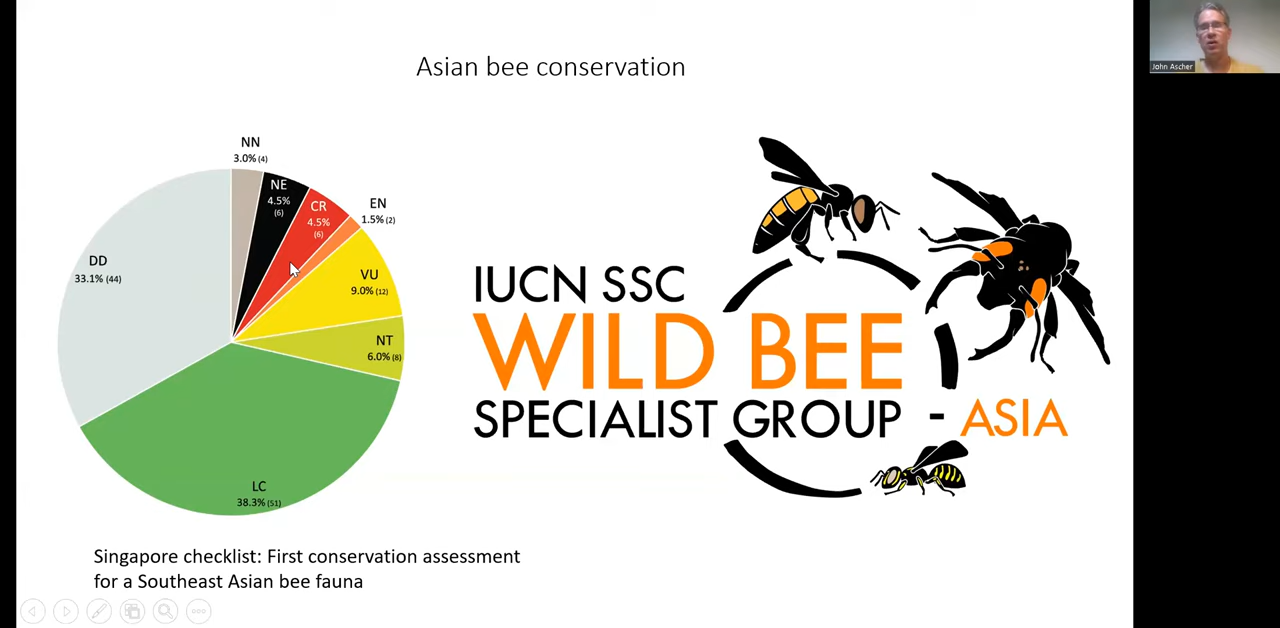 Asian bee conservation
John Ascher
NN
3.0% (4)
NE
4.5%
(6)
CR
4.5%
(6)
EN
1.5% (2)
VU
9.0% (12)
NT
6.0% (8)
DD
33.1% (44)
LC
38.3% (51)
IUCN SSC
WILD BEE
SPECIALIST GROUP - ASIA
Singapore checklist: First conservation assessment
for a Southeast Asian bee fauna